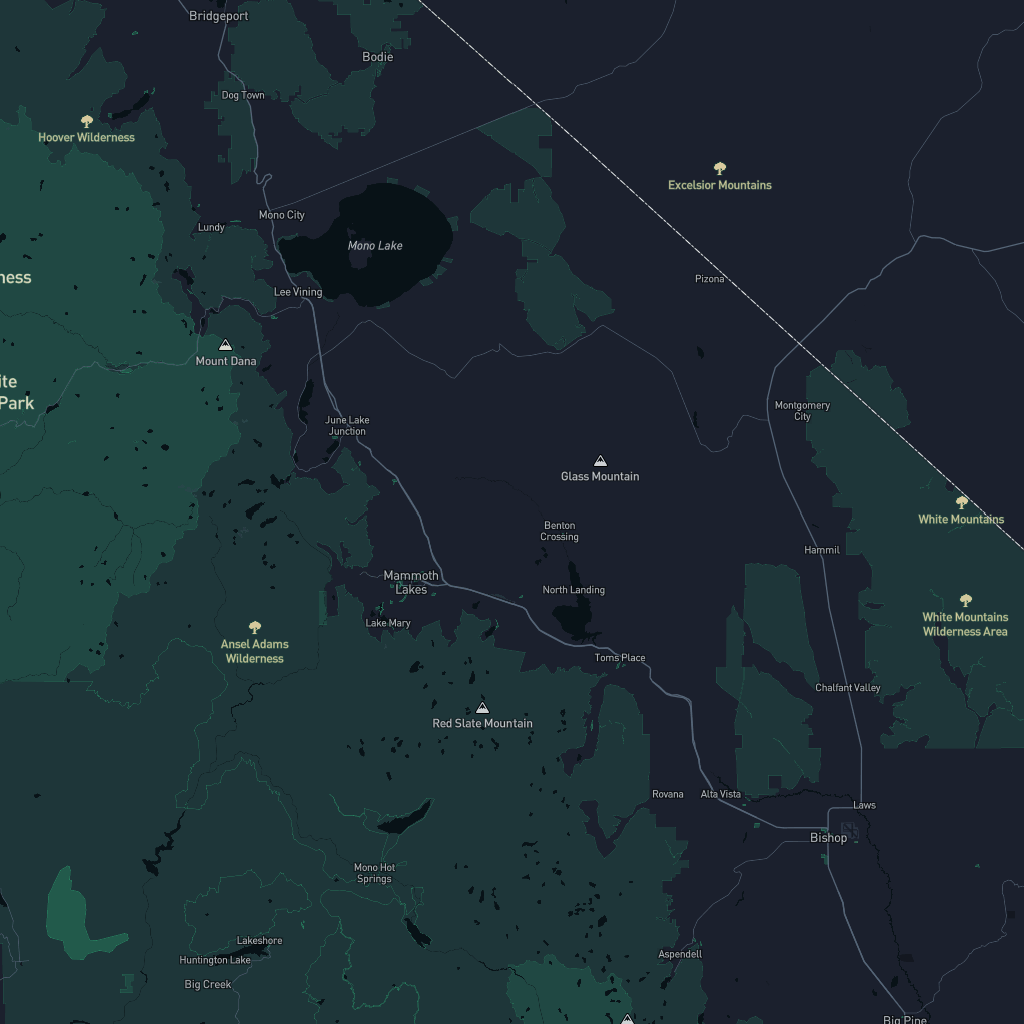 Bridgeport
Bodie
Dog Town
Hoover Wilderness
Excelsior Mountains
Mono City
Lundy
Mono Lake
ness
Pizona
Lee Vining
Mount Dana
ite
Park
Montgomery
City
June Lake
Junction
Glass Mountain
White Mountains
Benton
Crossing
Hammil
Mammoth
Lakes
North Landing
Lake Mary
White Mountains
Wilderness Area
Ansel Adams
Wilderness
Toms Place
Chalfant Valley
Red Slate Mountain
Rovana
Alta Vista
Laws
Bishop
Mono Hot
Springs
Lakeshore
Huntington Lake
Aspendell
Big Creek
Big Pine